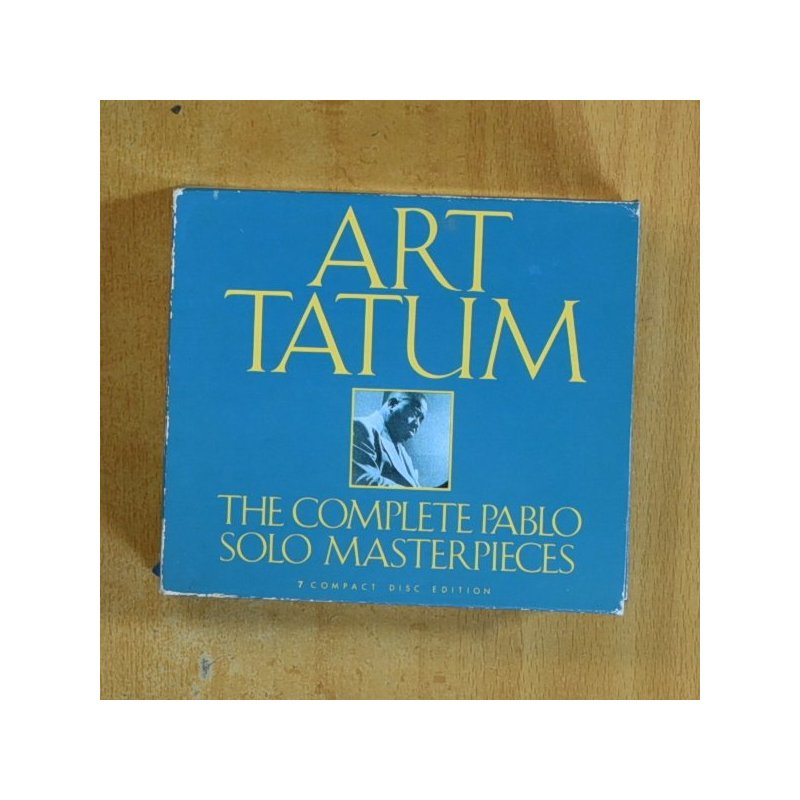 ART
TATUM
THE COMPLETE PABLO
SOLO MASTERPIECES
7 COMPACT DISC EDITION